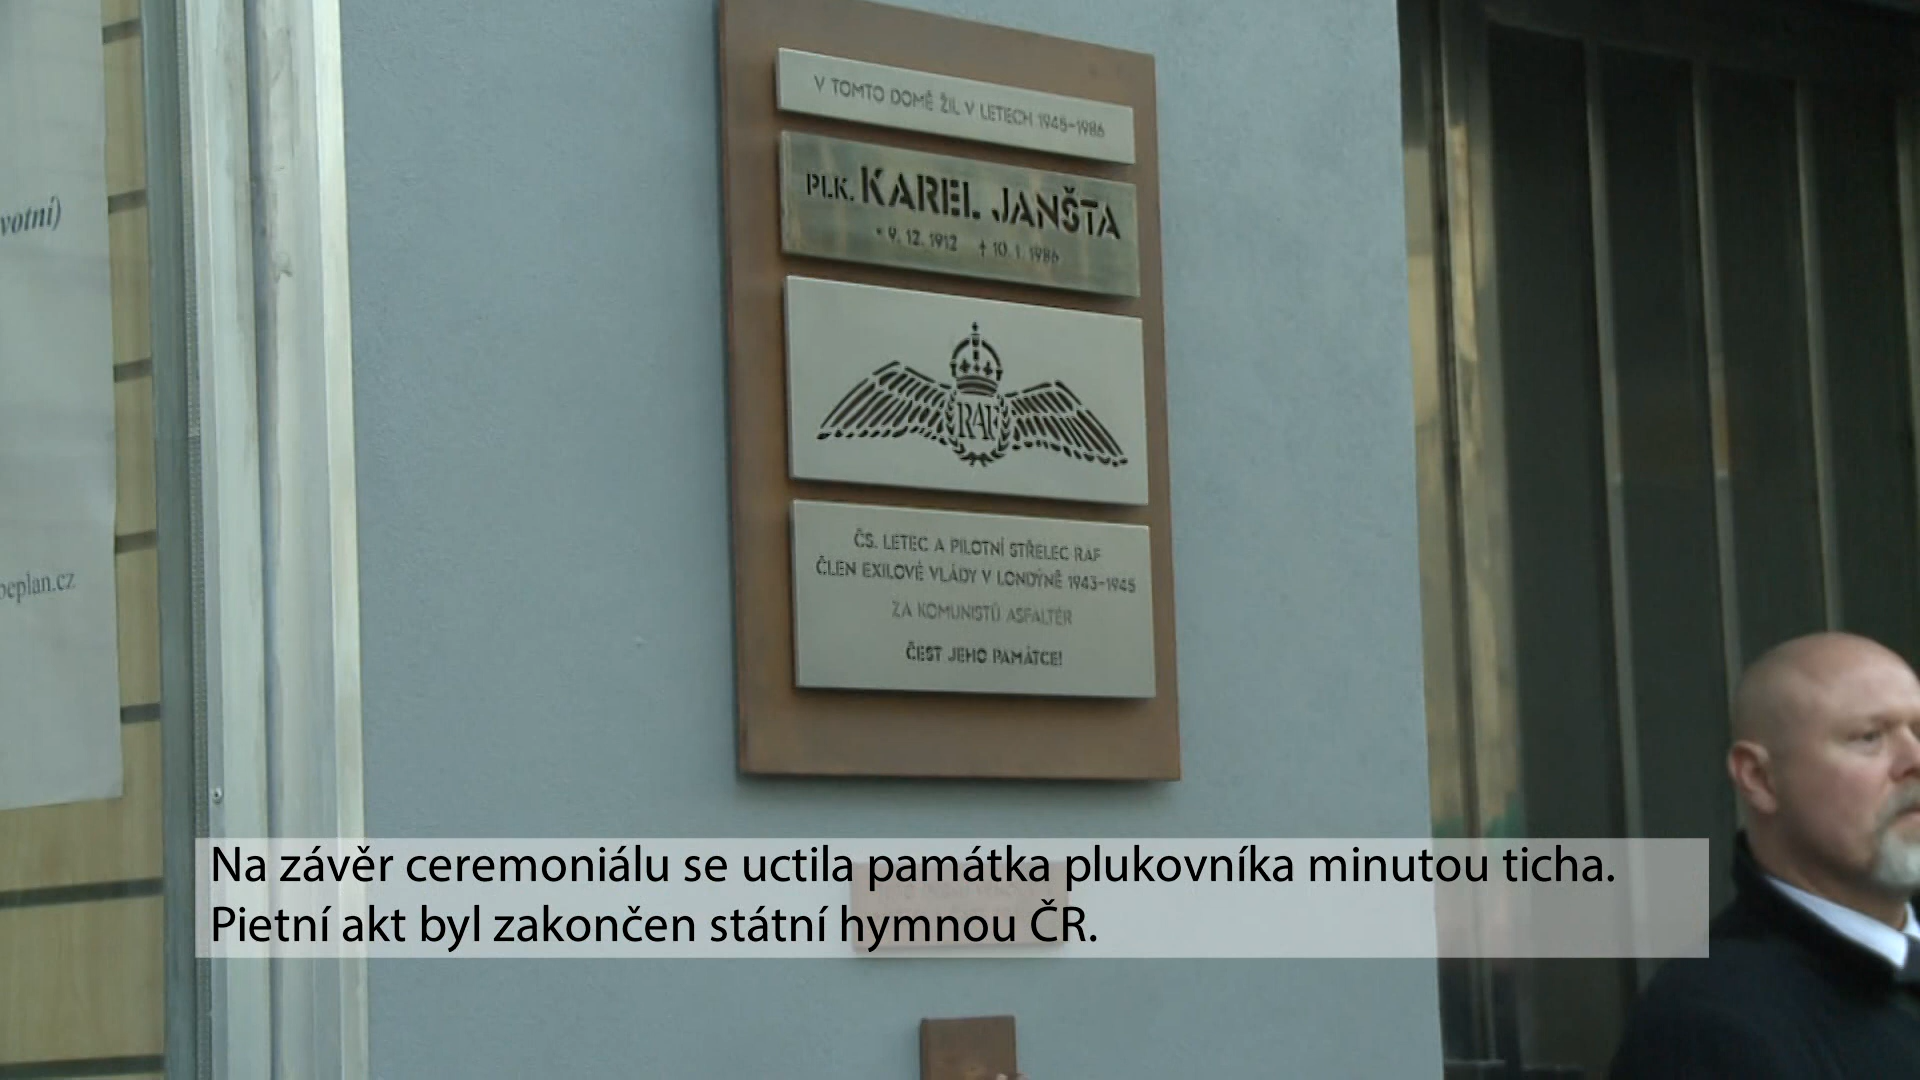 votní)
beplan.cz
V TOMTO DOMĚ ŽIL V LETECH 1945-1986
PLK. KAREL JANŠTA
* 9. 12. 1912 † 10. 1. 1986
RAF
ČS. LETEC A PILOTNÍ STŘELEC RAF
ČLEN EXILOVÉ VLÁDY V LONDÝNĚ 1943-1945
ZA KOMUNISTŮ ASFALTÉR
ČEST JEHO PAMÁTCE!
Na závěr ceremoniálu se uctila památka plukovníka minutou ticha.
Pietní akt byl zakončen státní hymnou ČR.